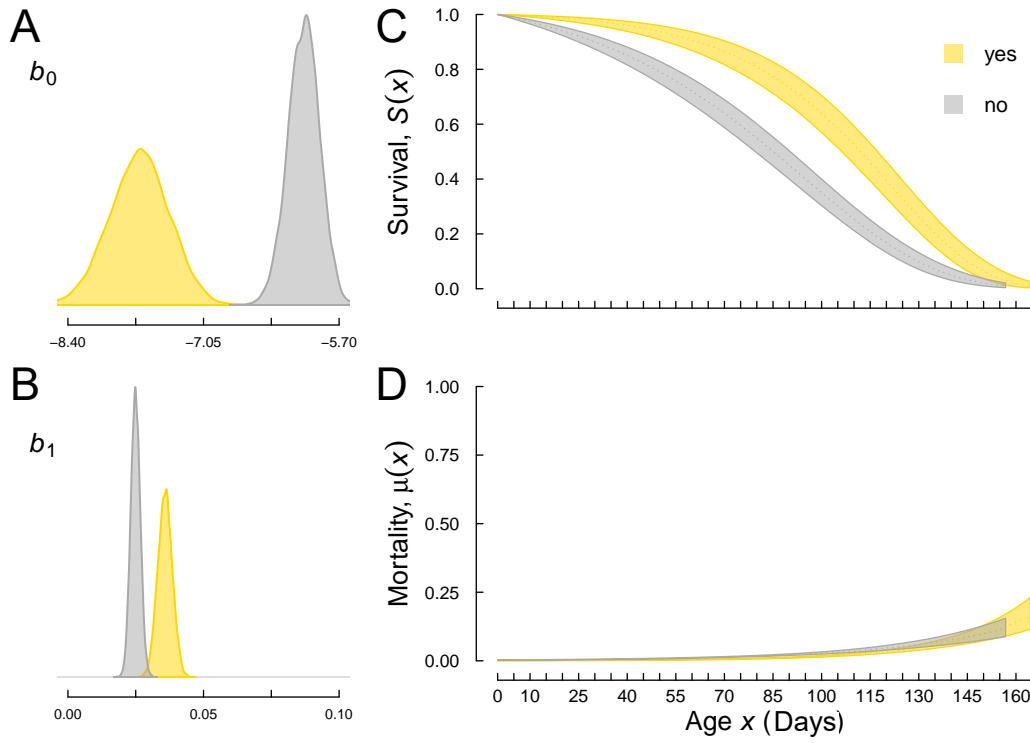 A
b0
−8.40 −7.05 −5.70
B
b1
0.00 0.05 0.10
C
Survival, S(x)
1.0
0.8
0.6
0.4
0.2
0.0
yes
no
D
Mortality, μ(x)
1.00
0.75
0.50
0.25
0.00
0 10 25 40 55 70 85 100 115 130 145 160
Age x (Days)